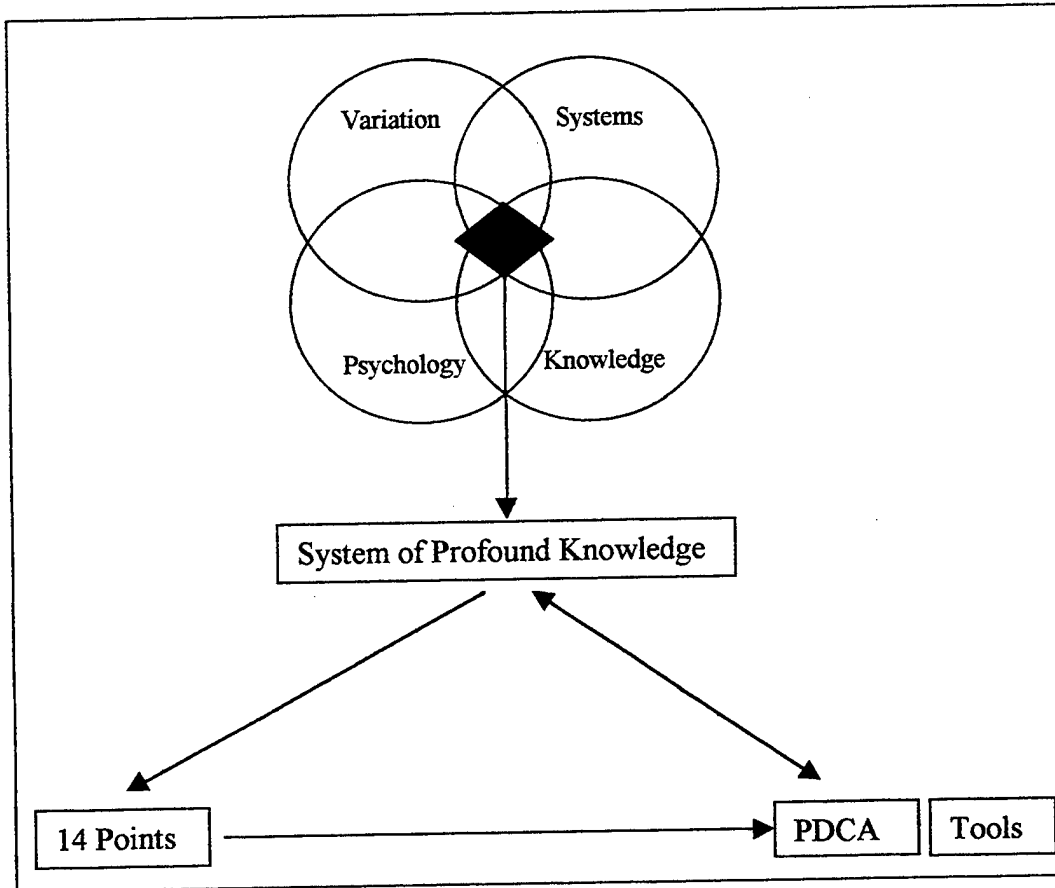 Variation
Systems
Psychology
Knowledge
System of Profound Knowledge
14 Points
PDCA
Tools